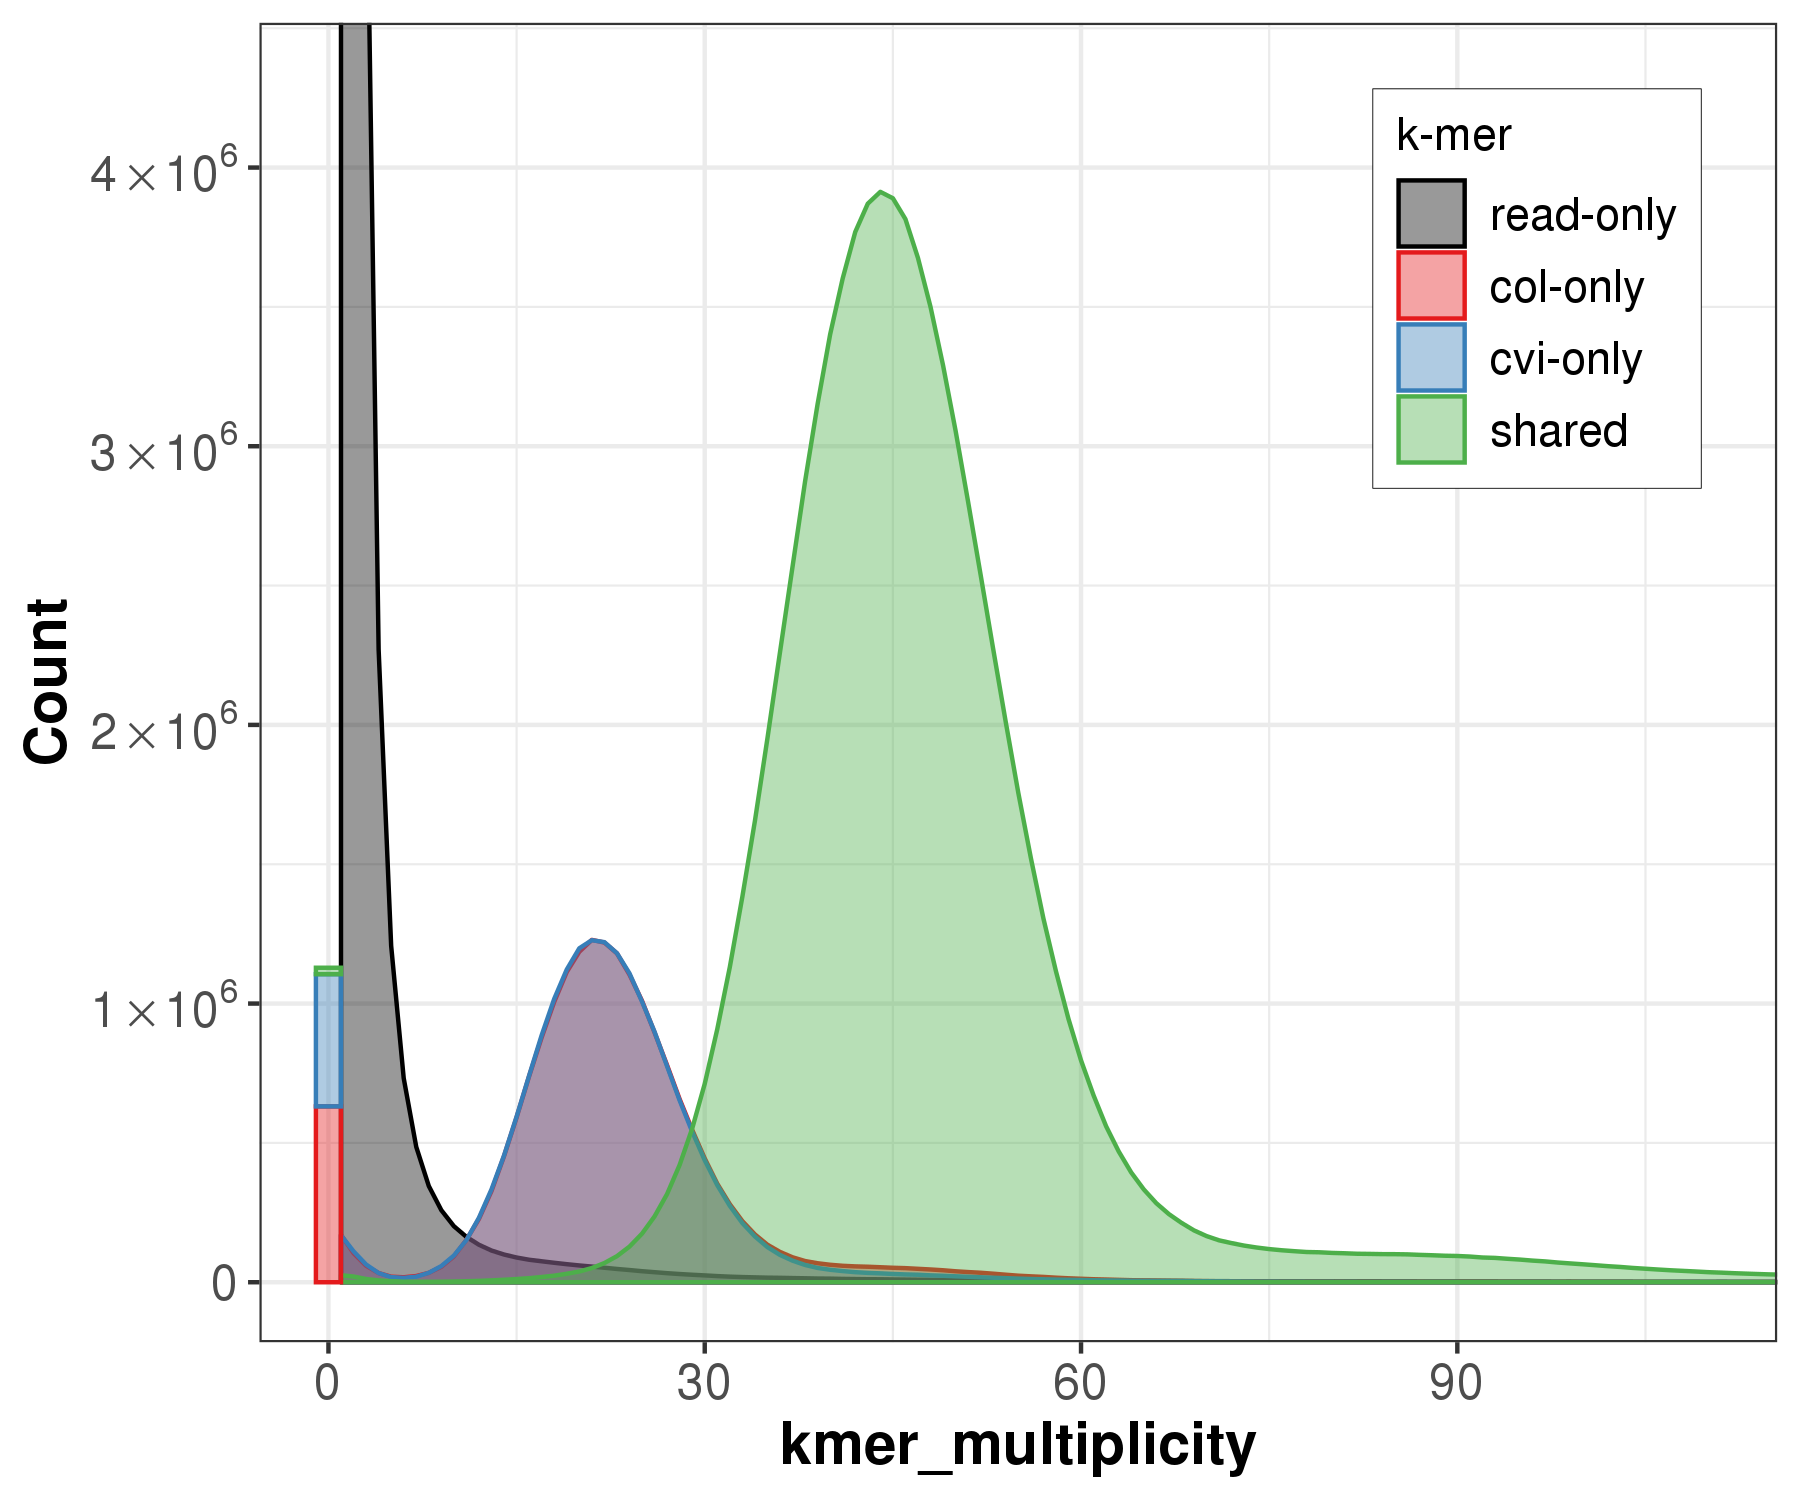 k-mer
read-only
col-only
cvi-only
shared
4×10⁶
3×10⁶
2×10⁶
1×10⁶
0
Count
0 30 60 90
kmer_multiplicity